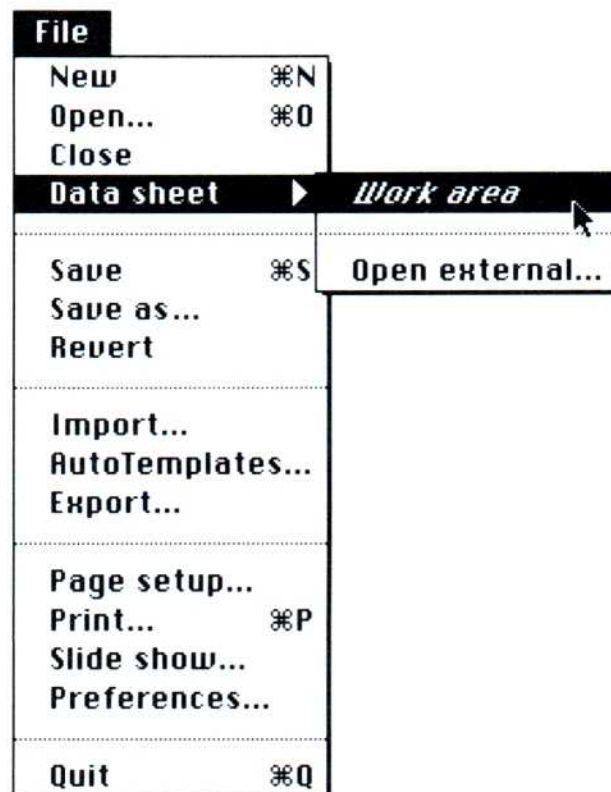 File
New ⌘N
Open... ⌘O
Close
Data sheet ▶ Work area
Save ⌘S Open external...
Save as...
Revert
Import...
AutoTemplates...
Export...
Page setup...
Print... ⌘P
Slide show...
Preferences...
Quit ⌘Q